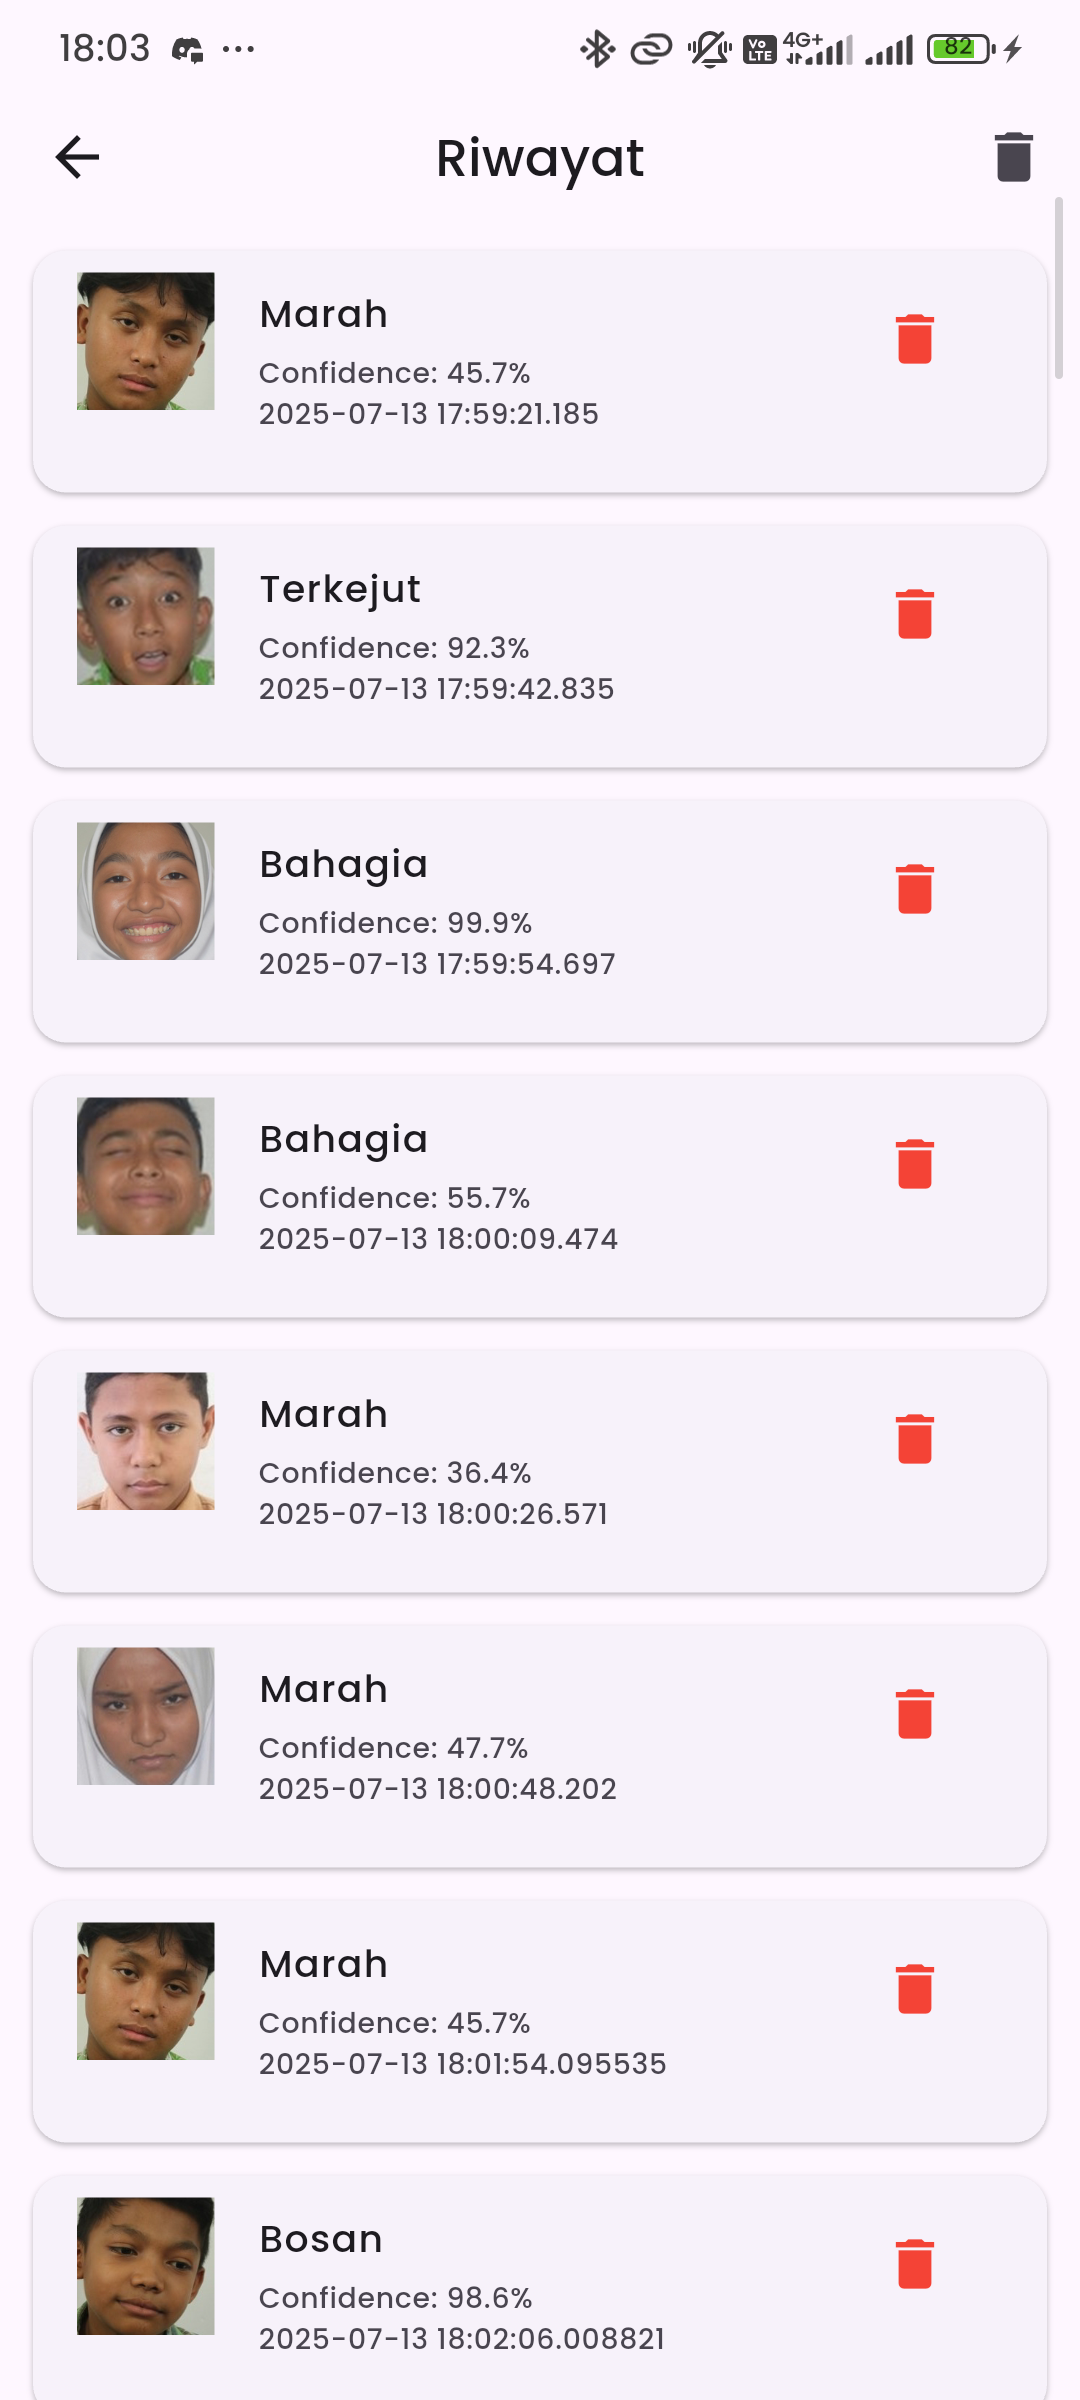 18:03
Vo LTE 4G+ 82
Riwayat
Marah
Confidence: 45.7%
2025-07-13 17:59:21.185
Terkejut
Confidence: 92.3%
2025-07-13 17:59:42.835
Bahagia
Confidence: 99.9%
2025-07-13 17:59:54.697
Bahagia
Confidence: 55.7%
2025-07-13 18:00:09.474
Marah
Confidence: 36.4%
2025-07-13 18:00:26.571
Marah
Confidence: 47.7%
2025-07-13 18:00:48.202
Marah
Confidence: 45.7%
2025-07-13 18:01:54.095535
Bosan
Confidence: 98.6%
2025-07-13 18:02:06.008821